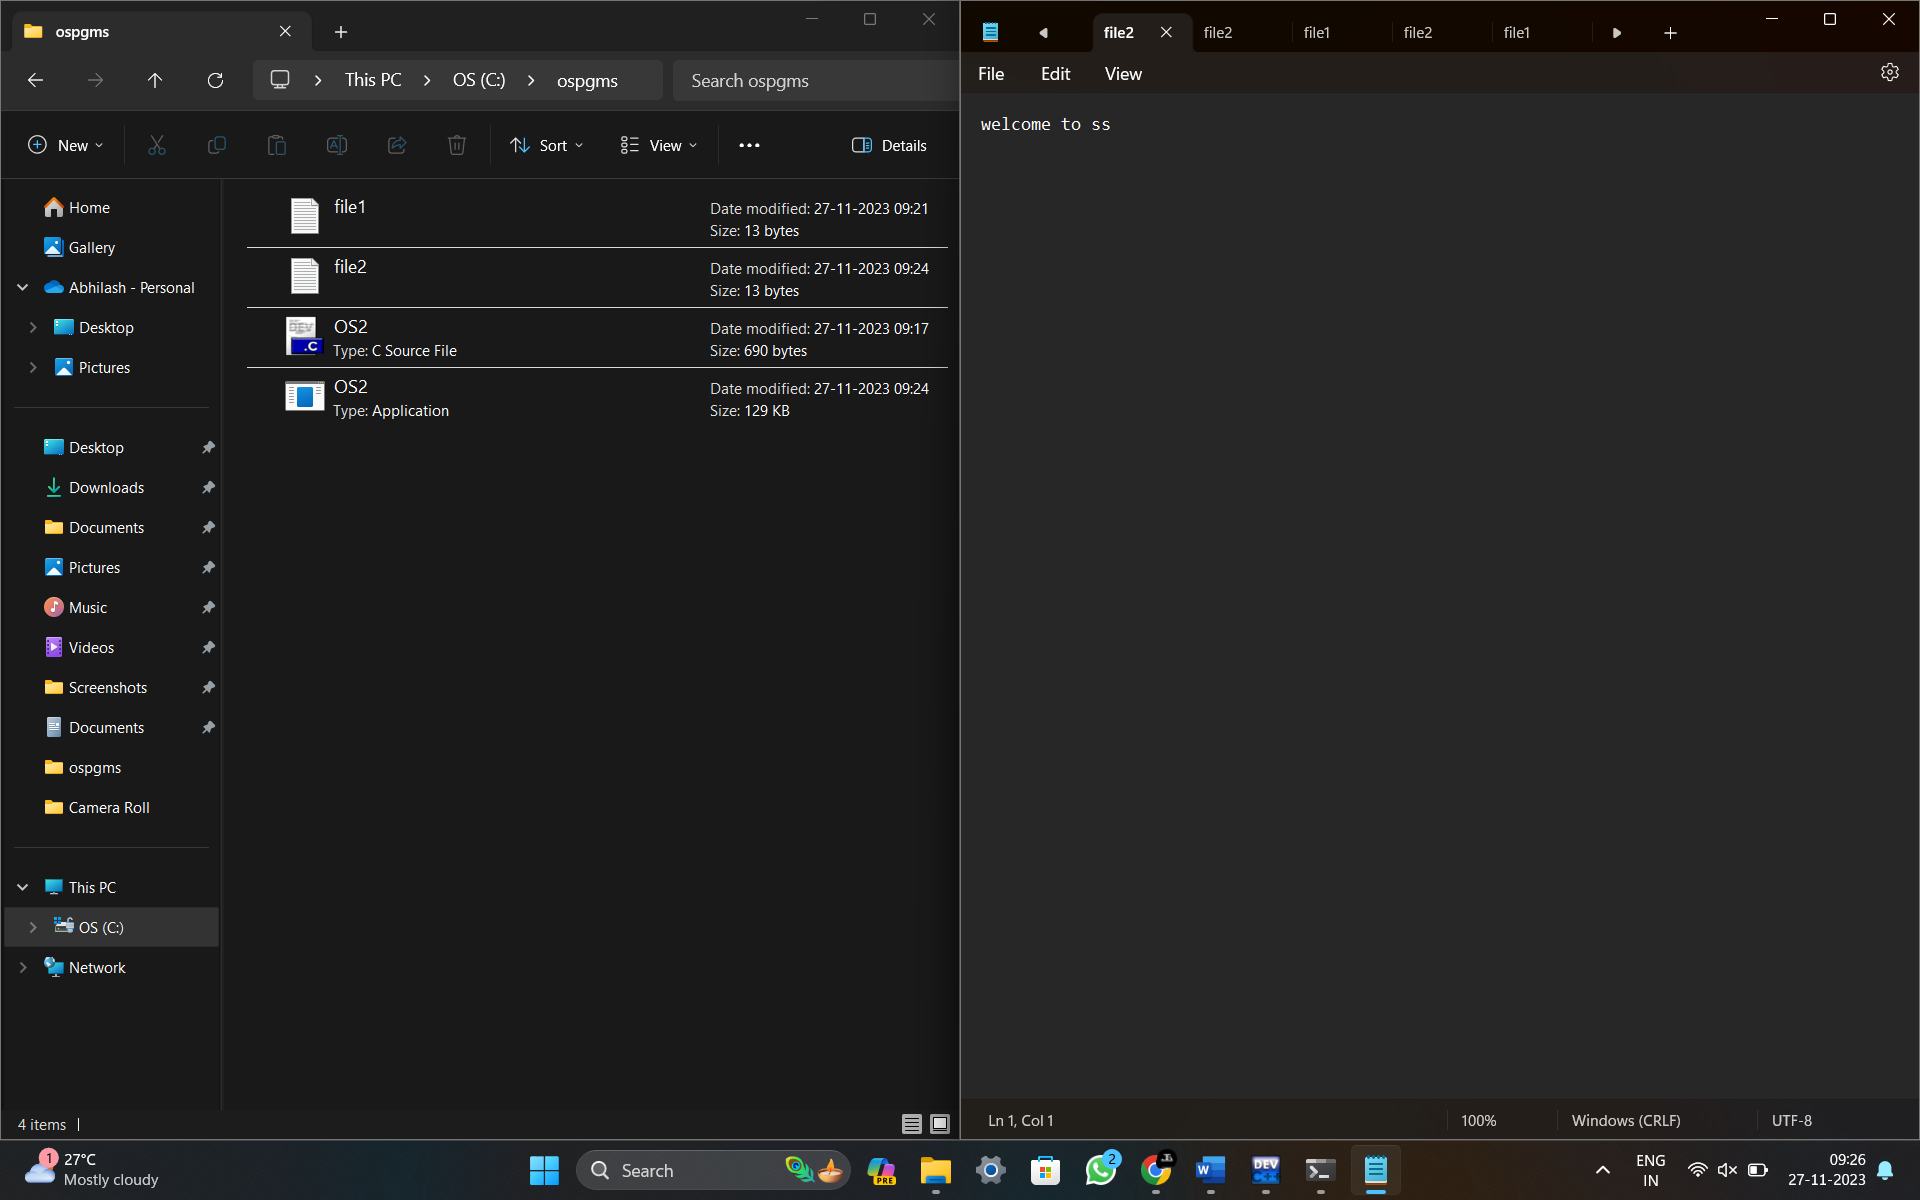 ospgms
This PC
OS (C:)
ospgms
Search ospgms
New
Sort
View
Details
Home
Gallery
Abhilash - Personal
Desktop
Pictures
Desktop
Downloads
Documents
Pictures
Music
Videos
Screenshots
Documents
ospgms
Camera Roll
This PC
OS (C:)
Network
file1
Date modified: 27-11-2023 09:21
Size: 13 bytes
file2
Date modified: 27-11-2023 09:24
Size: 13 bytes
OS2
Type: C Source File
Date modified: 27-11-2023 09:17
Size: 690 bytes
OS2
Type: Application
Date modified: 27-11-2023 09:24
Size: 129 KB
4 items
file2
file2
file1
file2
file1
File
Edit
View
welcome to ss
Ln 1, Col 1
100%
Windows (CRLF)
UTF-8
1
27°C
Mostly cloudy
Search
PRE
2
W
DEV
C++
ENG
IN
09:26
27-11-2023